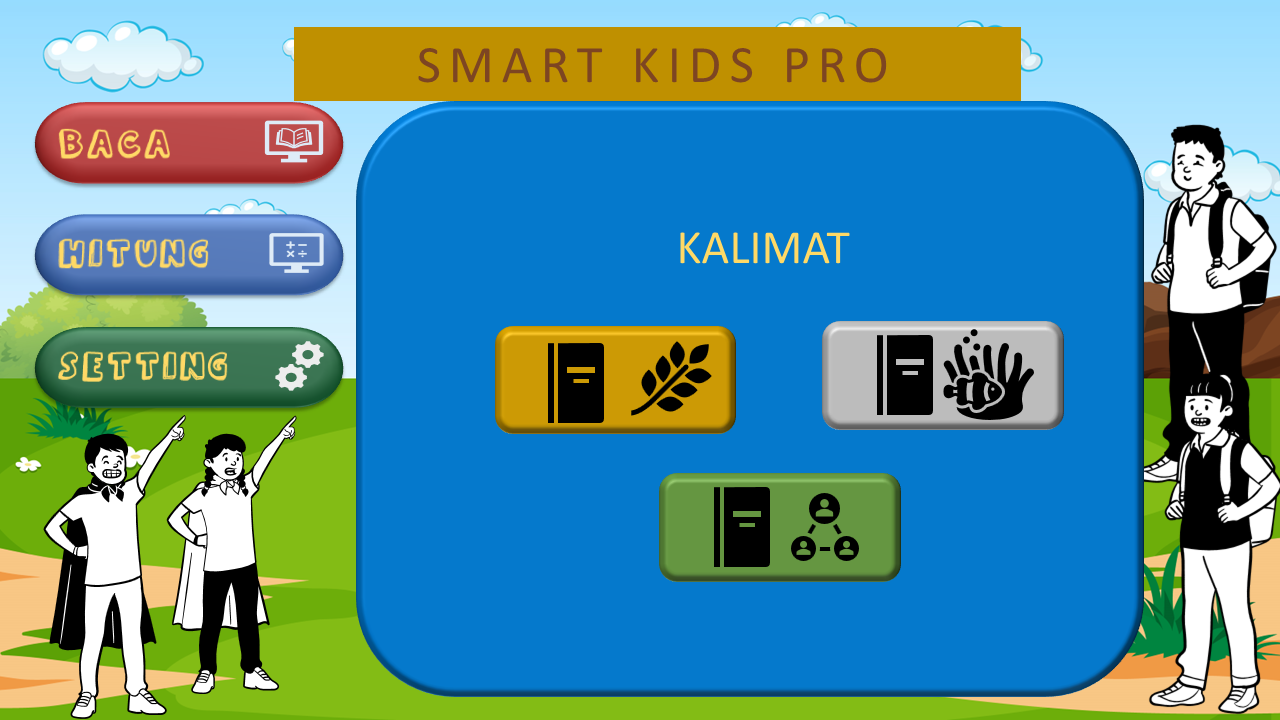 SMART KIDS PRO
BACA
HITUNG
SETTING
KALIMAT